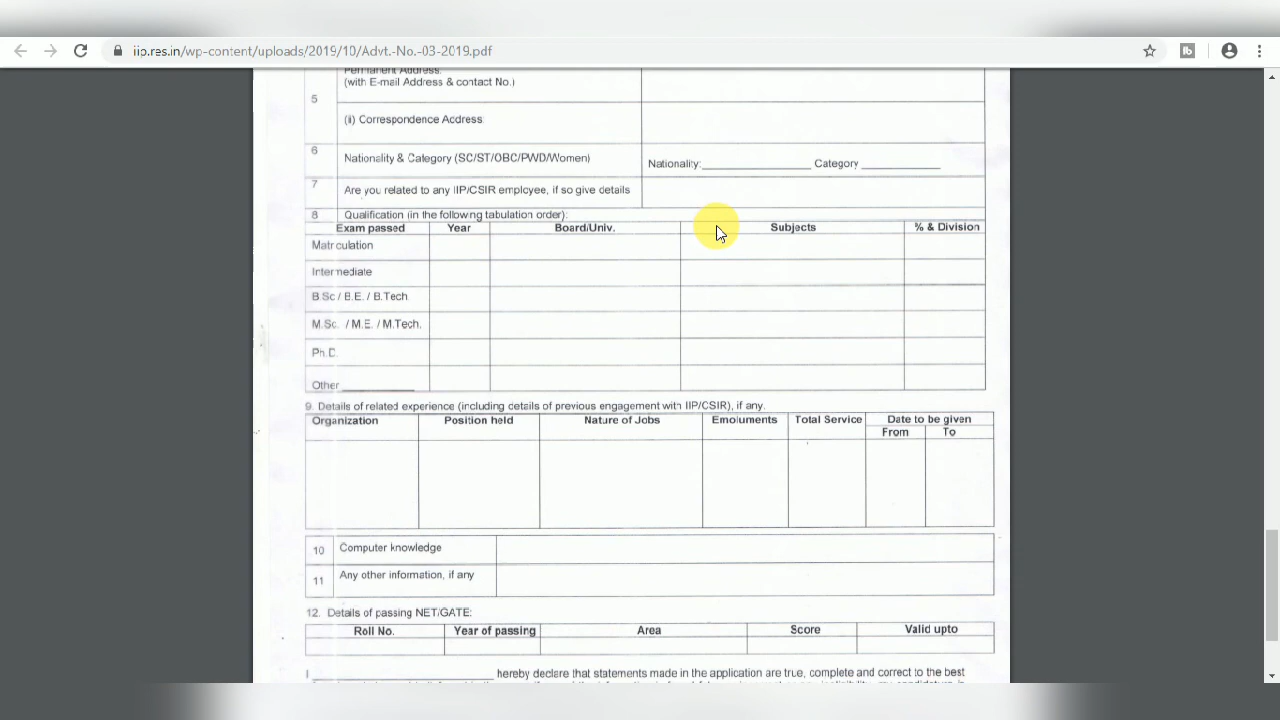 iip.res.in/wp-content/uploads/2019/10/Advt.-No.-03-2019.pdf
Permanent Address:
(with E-mail Address & contact No.)
5
(ii) Correspondence Address
6 Nationality & Category (SC/ST/OBC/PWD/Women) Nationality:____________ Category __________
7 Are you related to any IIP/CSIR employee, if so give details
8 Qualification (in the following tabulation order):
Exam passed Year Board/Univ. Subjects % & Division
Matriculation
Intermediate
B.Sc / B.E. / B.Tech.
M.Sc. / M.E. / M.Tech.
Ph.D.
Other _________
9. Details of related experience (including details of previous engagement with IIP/CSIR), if any.
Organization Position held Nature of Jobs Emoluments Total Service Date to be given
From To
10 Computer knowledge
11 Any other information, if any
12. Details of passing NET/GATE:
Roll No. Year of passing Area Score Valid upto
I ______________________ hereby declare that statements made in the application are true, complete and correct to the best